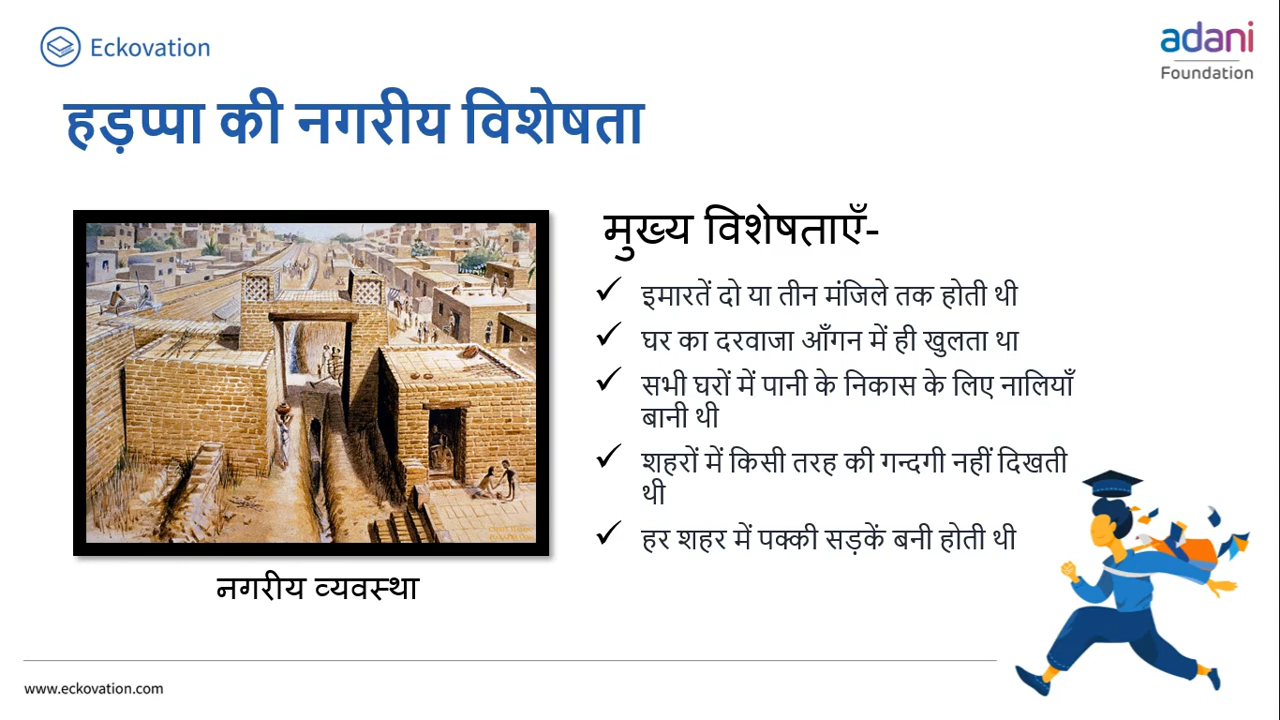 Eckovation
adani
Foundation
हड़प्पा की नगरीय विशेषता
मुख्य विशेषताएँ-
इमारतें दो या तीन मंजिले तक होती थी
घर का दरवाजा आँगन में ही खुलता था
सभी घरों में पानी के निकास के लिए नालियाँ
बानी थी
शहरों में किसी तरह की गन्दगी नहीं दिखती
थी
हर शहर में पक्की सड़कें बनी होती थी
नगरीय व्यवस्था
www.eckovation.com